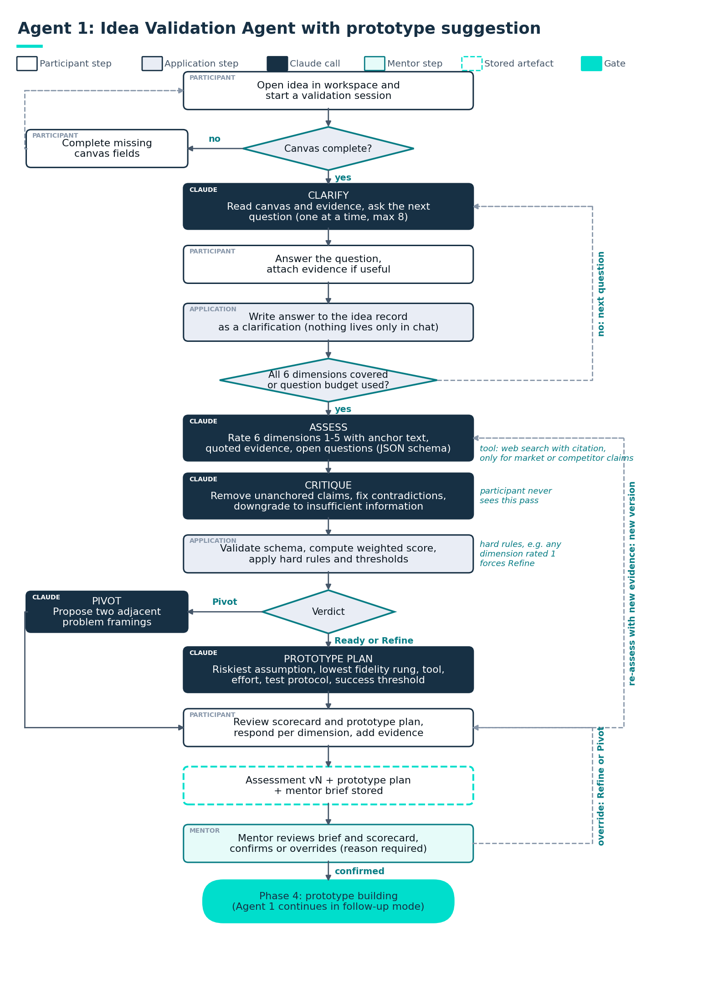 Agent 1: Idea Validation Agent with prototype suggestion
Participant step
Application step
Claude call
Mentor step
Stored artefact
Gate
PARTICIPANT
Open idea in workspace and
start a validation session
PARTICIPANT
Complete missing
canvas fields
no
Canvas complete?
yes
CLAUDE
CLARIFY
Read canvas and evidence, ask the next
question (one at a time, max 8)
PARTICIPANT
Answer the question,
attach evidence if useful
no: next question
APPLICATION
Write answer to the idea record
as a clarification (nothing lives only in chat)
All 6 dimensions covered
or question budget used?
yes
CLAUDE
ASSESS
Rate 6 dimensions 1-5 with anchor text,
quoted evidence, open questions (JSON schema)
tool: web search with citation,
only for market or competitor claims
CLAUDE
CRITIQUE
Remove unanchored claims, fix contradictions,
downgrade to insufficient information
participant never
sees this pass
re-assess with new evidence: new version
APPLICATION
Validate schema, compute weighted score,
apply hard rules and thresholds
hard rules, e.g. any
dimension rated 1
forces Refine
CLAUDE
PIVOT
Propose two adjacent
problem framings
Pivot
Verdict
Ready or Refine
CLAUDE
PROTOTYPE PLAN
Riskiest assumption, lowest fidelity rung, tool,
effort, test protocol, success threshold
PARTICIPANT
Review scorecard and prototype plan,
respond per dimension, add evidence
override: Refine or Pivot
Assessment vN + prototype plan
+ mentor brief stored
MENTOR
Mentor reviews brief and scorecard,
confirms or overrides (reason required)
confirmed
Phase 4: prototype building
(Agent 1 continues in follow-up mode)